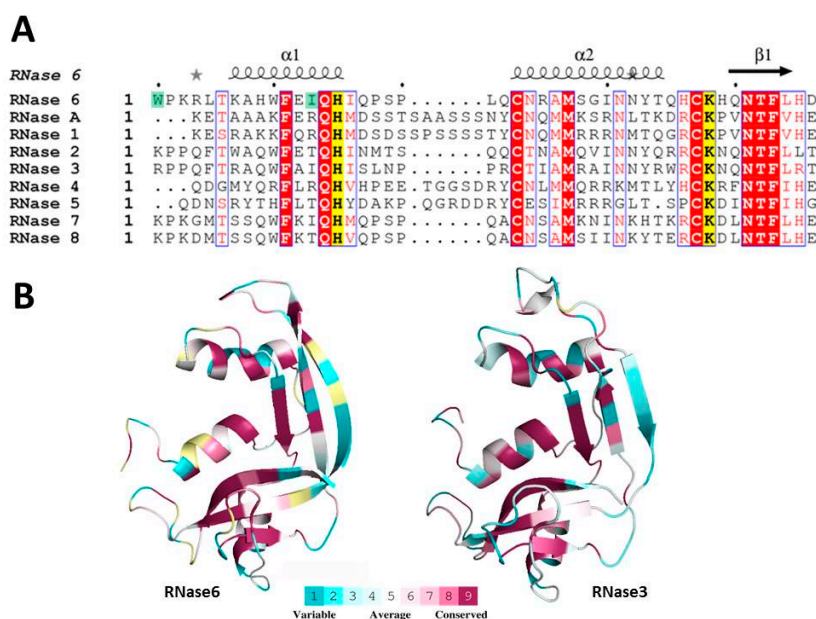 A
α1 α2 β1
RNase 6
RNase 6 1 WPKRLTKAHWFEIQHIQPSP......LQCNRAMSGINNYTQHCKHQNTFLHD
RNase A 1 ...KETAAAKFERQHMDSSTSAASSSNYCNQMMKSRNLTKDRCKPVNTFVHE
RNase 1 1 ...KESRAKKFQRQHMDSDSSPSSSSTYCNQMMRRRNMTQGRCKPVNTFVHE
RNase 2 1 KPPQFTWAQWFETQHINMTS......QQCTNAMQVINNYQRRCKNQNTFLLT
RNase 3 1 RPPQFTRAQWFAIQHISLNP......PRCTIAMRAINNYRWRCKNQNTFLRT
RNase 4 1 ...QDGMYQRFLRQHVHPEE.TGGSDRYCNLMMQRRKMTLYHCKRFNTFIHE
RNase 5 1 ..QDNSRYTHFLTQHYDAKP.QGRDDRYCESIMRRRGLTS.PCKDINTFIHG
RNase 7 1 KPKGMTSSQWFKIQHMQPSP......QACNSAMKNINKHTKRCKDLNTFLHE
RNase 8 1 KPKDMTSSQWFKTQHVQPSP......QACNSAMSIINKYTERCKDLNTFLHE
B
RNase6
RNase3
1 2 3 4 5 6 7 8 9
Variable Average Conserved